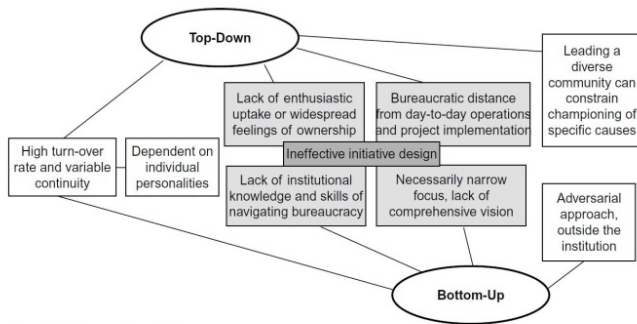 Top-Down
Leading a
diverse
community can
constrain
championing of
specific causes
Lack of enthusiastic
uptake or widespread
feelings of ownership
Bureaucratic distance
from day-to-day operations
and project implementation
High turn-over
rate and variable
continuity
Dependent on
individual
personalities
Ineffective initiative design
Lack of institutional
knowledge and skills of
navigating bureaucracy
Necessarily narrow
focus, lack of
comprehensive vision
Adversarial
approach,
outside the
institution
Bottom-Up